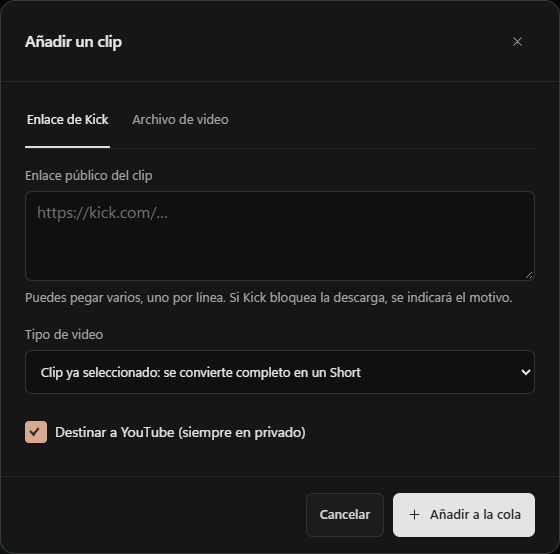 Añadir un clip
Enlace de Kick
Archivo de video
Enlace público del clip
https://kick.com/...
Puedes pegar varios, uno por línea. Si Kick bloquea la descarga, se indicará el motivo.
Tipo de video
Clip ya seleccionado: se convierte completo en un Short
Destinar a YouTube (siempre en privado)
Cancelar
+ Añadir a la cola